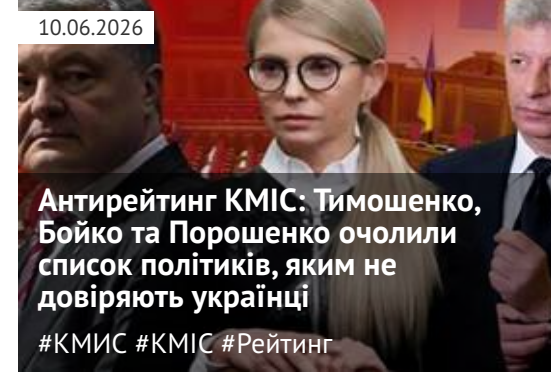 10.06.2026
Антирейтинг КМІС: Тимошенко,
Бойко та Порошенко очолили
список політиків, яким не
довіряють українці
#КМИС #КМІС #Рейтинг